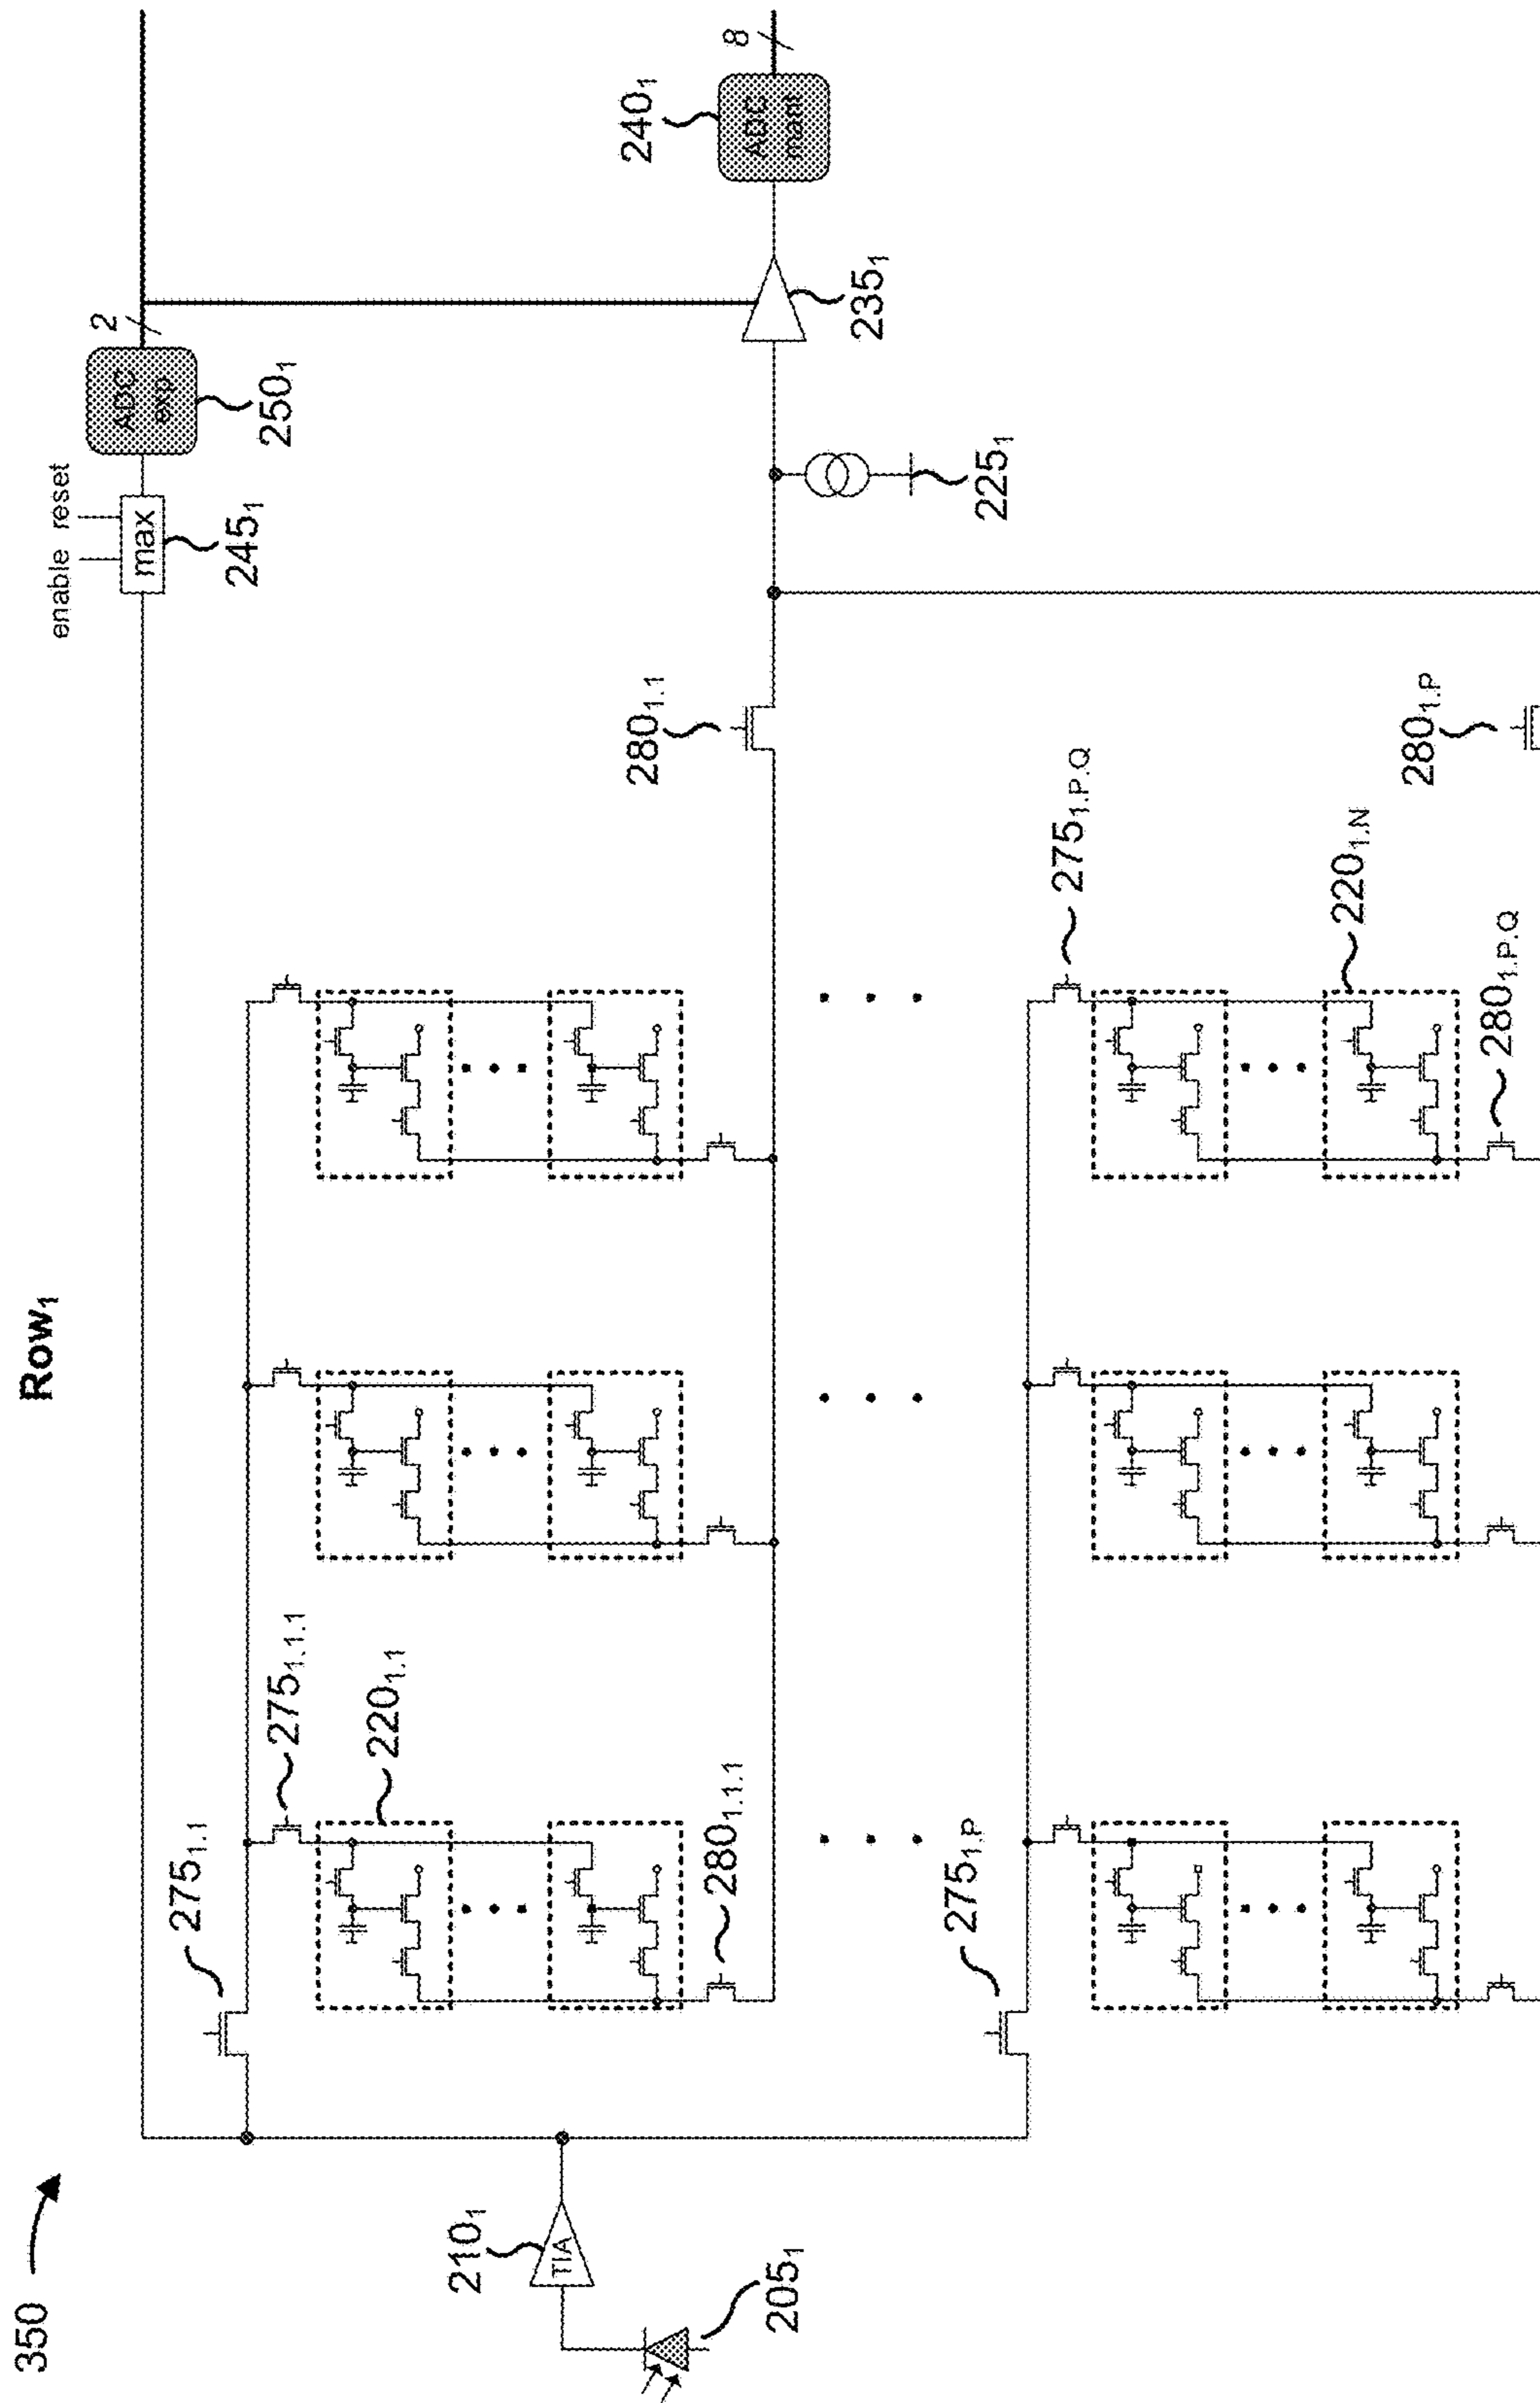 350
Row₁
enable
reset
max
245₁
ADC
exp
250₁
2
275₁.₁
275₁.₁.₁
220₁.₁
280₁.₁.₁
280₁.₁
210₁
TIA
205₁
225₁
235₁
240₁
ADC
mant
8
275₁.P
275₁.P.Q
220₁.N
280₁.P.Q
280₁.P